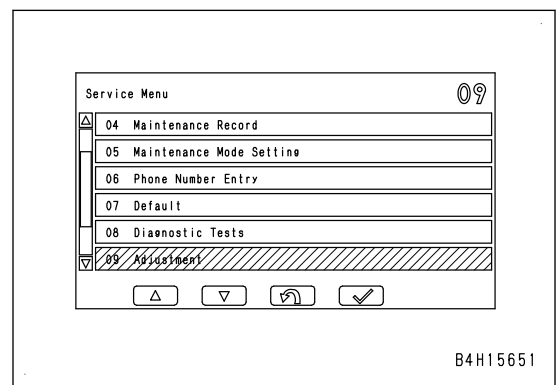 Service Menu 09
04 Maintenance Record
05 Maintenance Mode Setting
06 Phone Number Entry
07 Default
08 Diagnostic Tests
09 Adjustment
B4H15651